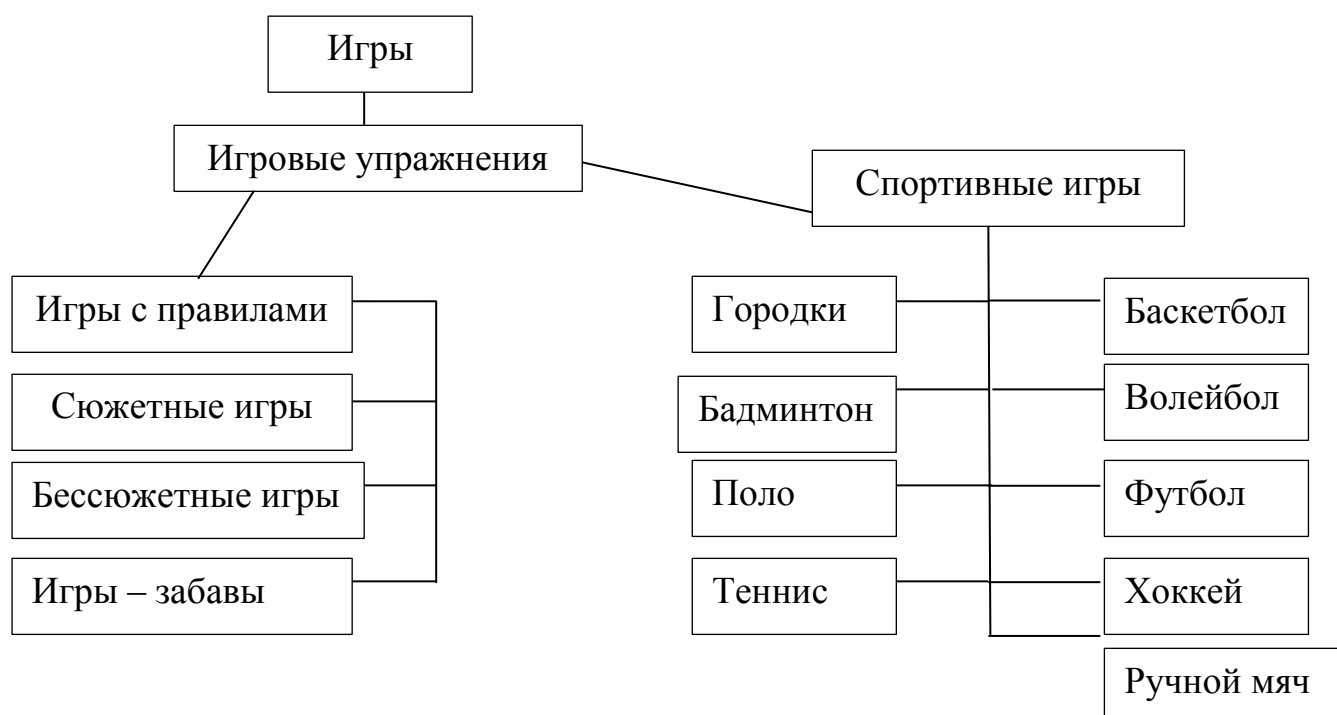 Игры
Игровые упражнения
Спортивные игры
Игры с правилами
Сюжетные игры
Бессюжетные игры
Игры – забавы
Городки
Бадминтон
Поло
Теннис
Баскетбол
Волейбол
Футбол
Хоккей
Ручной мяч